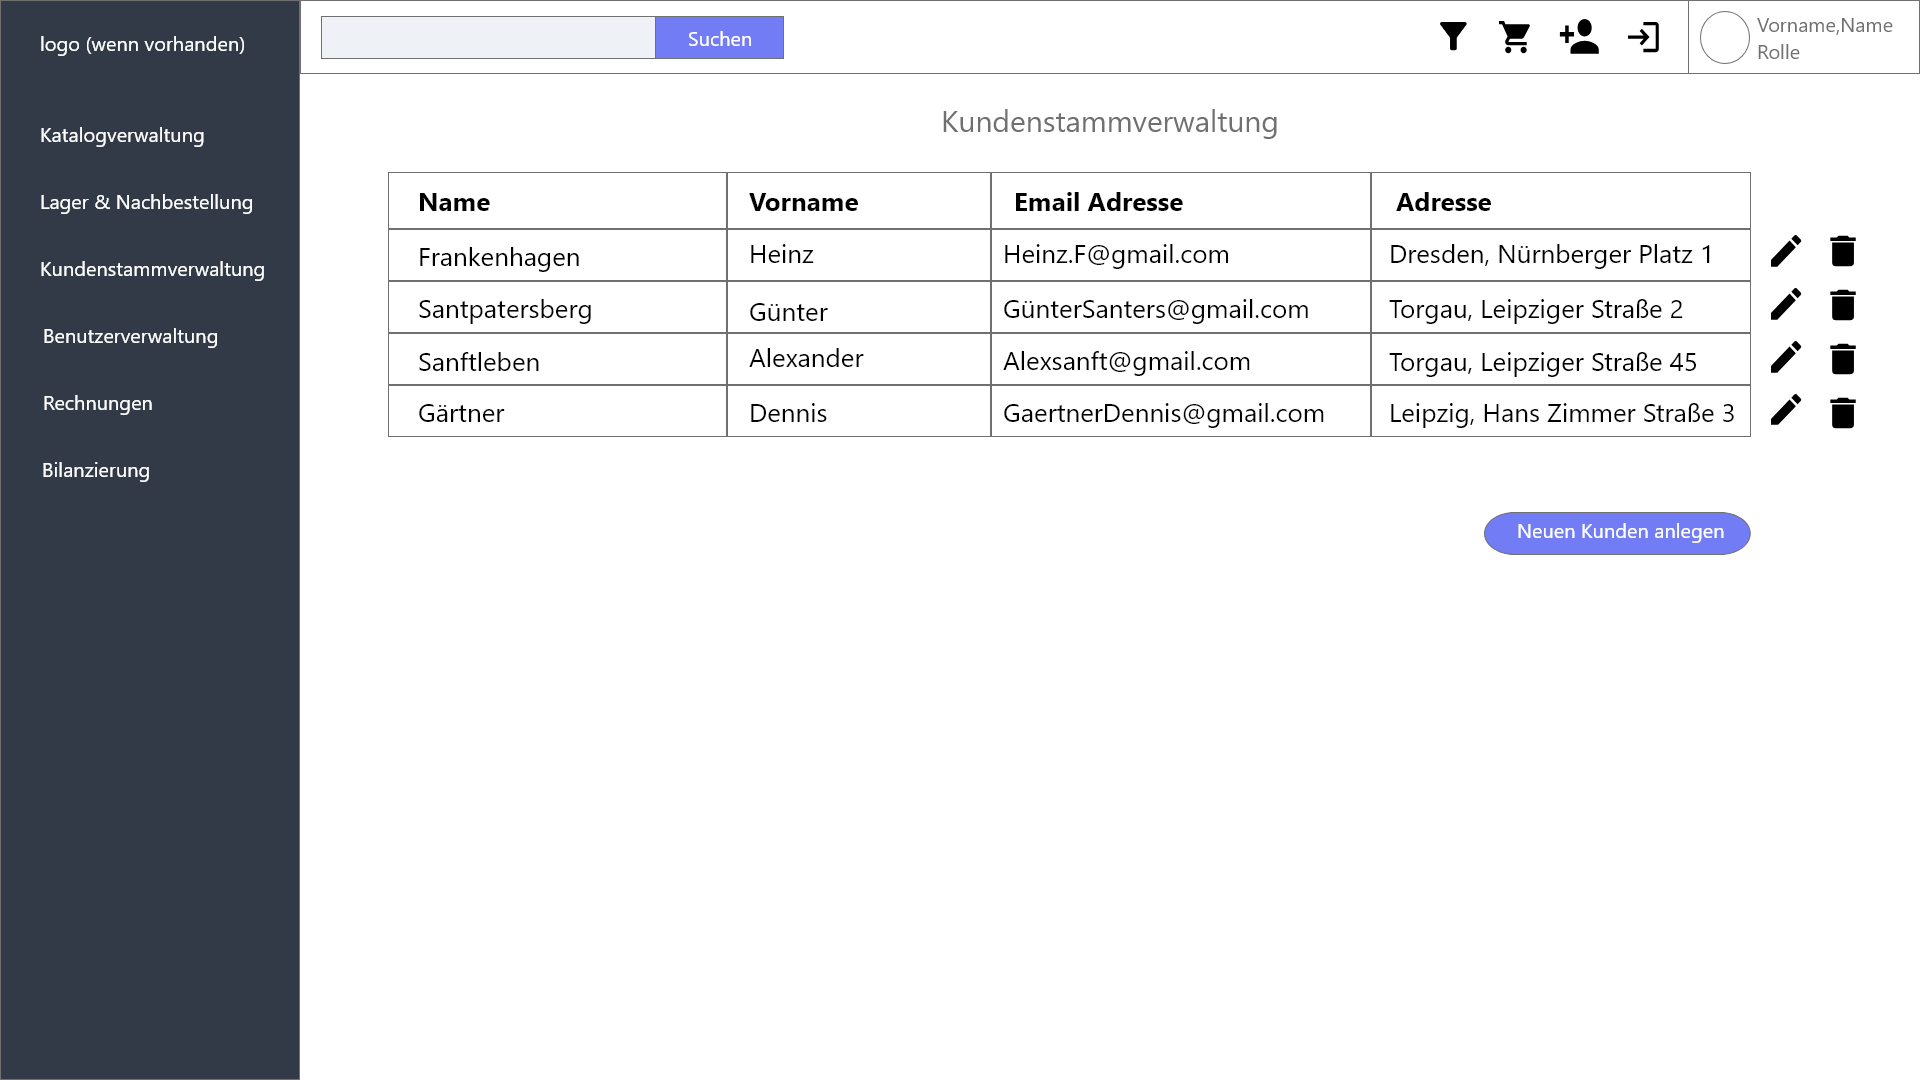 logo (wenn vorhanden)
Suchen
Vorname,Name
Rolle
Katalogverwaltung
Lager & Nachbestellung
Kundenstammverwaltung
Benutzerverwaltung
Rechnungen
Bilanzierung
Kundenstammverwaltung
Name Vorname Email Adresse Adresse
Frankenhagen Heinz Heinz.F@gmail.com Dresden, Nürnberger Platz 1
Santpatersberg Günter GünterSanters@gmail.com Torgau, Leipziger Straße 2
Sanftleben Alexander Alexsanft@gmail.com Torgau, Leipziger Straße 45
Gärtner Dennis GaertnerDennis@gmail.com Leipzig, Hans Zimmer Straße 3
Neuen Kunden anlegen